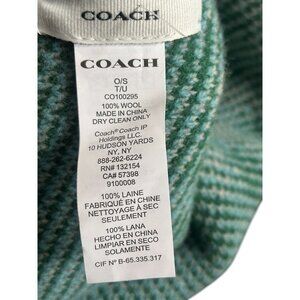 COACH
COACH
O/S
T/U
CO100295
100% WOOL
MADE IN CHINA
DRY CLEAN ONLY
Coach® Coach IP
Holdings LLC.
10 HUDSON YARDS
NY, NY
888-262-6224
RN# 132154
CA# 57398
9100008
100% LAINE
FABRIQUÉ EN CHINE
NETTOYAGE À SEC
SEULEMENT
100% LANA
HECHO EN CHINA
LIMPIAR EN SECO
SOLAMENTE
CIF Nº B-65.335.317